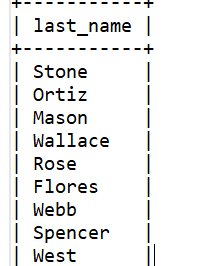 +-----------+
| last_name |
+-----------+
| Stone     |
| Ortiz     |
| Mason     |
| Wallace   |
| Rose      |
| Flores    |
| Webb      |
| Spencer   |
| West      |